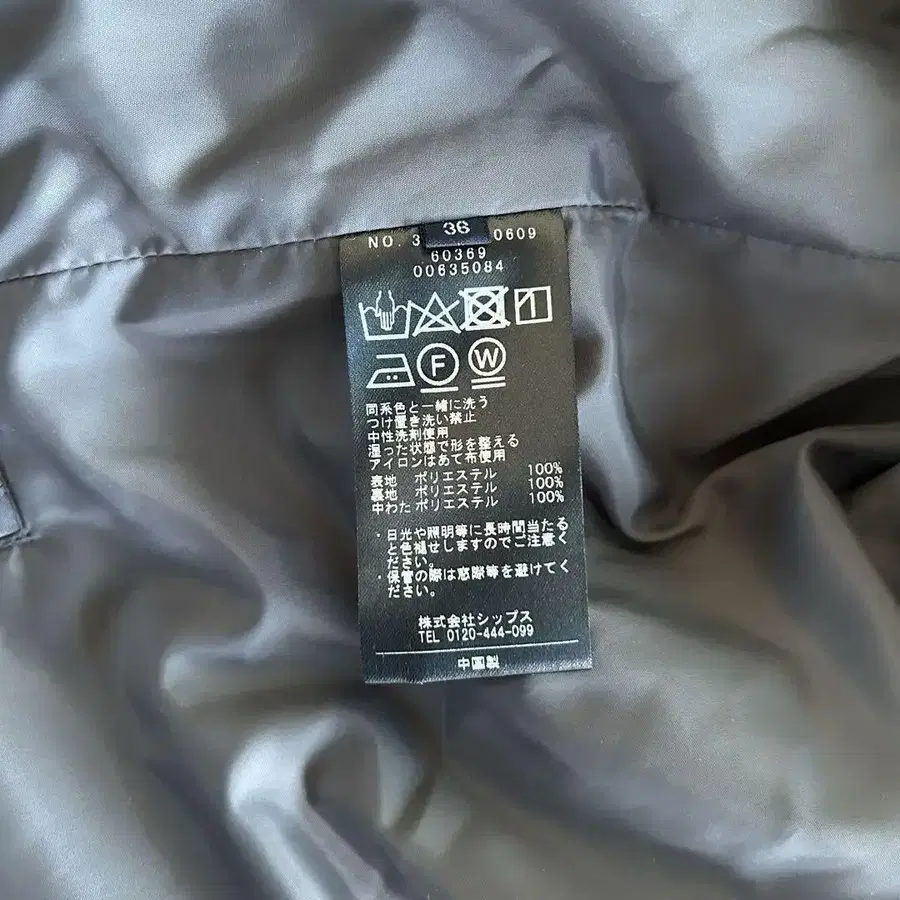 36
NO. 3 0609
60369
00635084
F W
同系色と一緒に洗う
つけ置き洗い禁止
中性洗剤使用
湿った状態で形を整える
アイロンはあて布使用
表地 ポリエステル 100%
裏地 ポリエステル 100%
中わた ポリエステル 100%
・日光や照明等に長時間当たる
と色褪せしますのでご注意く
ださい。
・保管の際は窓際等を避けてく
ださい。
株式会社シップス
TEL 0120-444-099
中国製